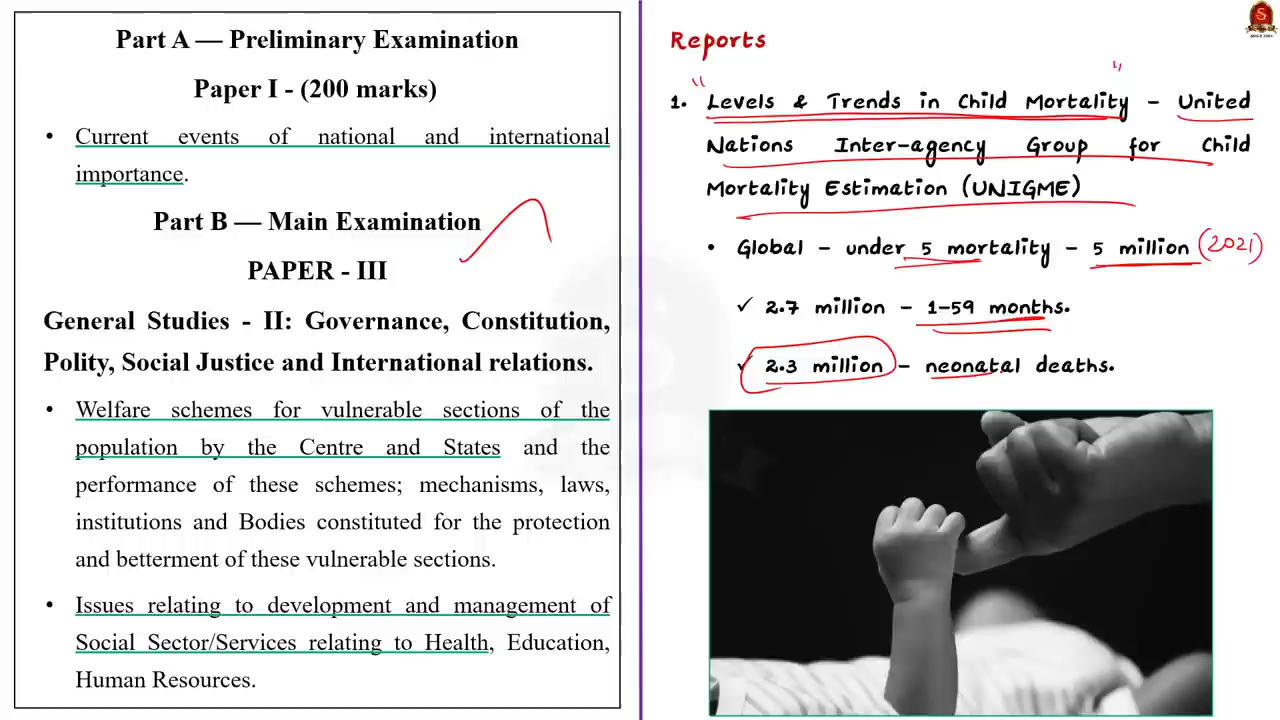 Part A — Preliminary Examination
Paper I - (200 marks)
• Current events of national and international
importance.
Part B — Main Examination
PAPER - III
General Studies - II: Governance, Constitution,
Polity, Social Justice and International relations.
• Welfare schemes for vulnerable sections of the
population by the Centre and States and the
performance of these schemes; mechanisms, laws,
institutions and Bodies constituted for the protection
and betterment of these vulnerable sections.
• Issues relating to development and management of
Social Sector/Services relating to Health, Education,
Human Resources.
Reports
1. "Levels & Trends in Child Mortality" - United
Nations Inter-agency Group for Child
Mortality Estimation (UNIGME)
• Global - under 5 mortality - 5 million (2021)
✓ 2.7 million - 1-59 months.
✓ 2.3 million - neonatal deaths.